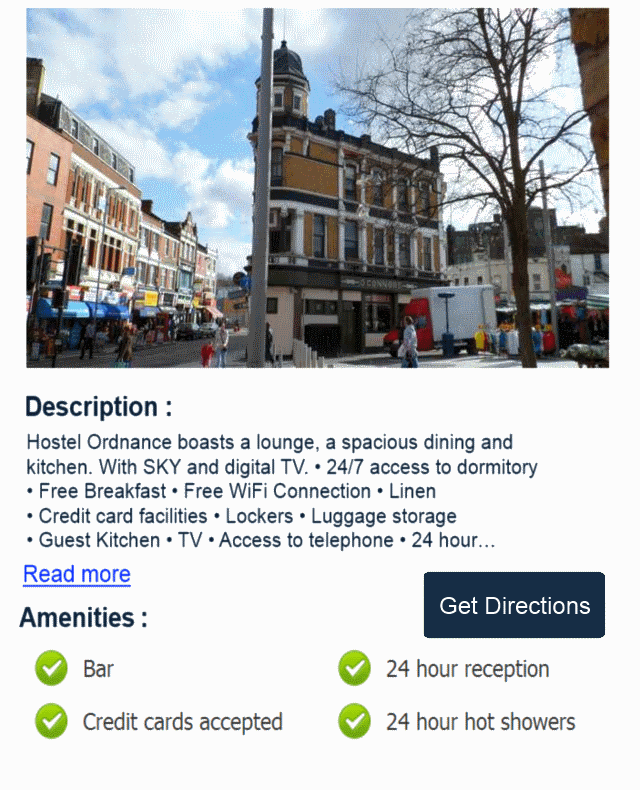 O'CONNOR
Description :
Hostel Ordnance boasts a lounge, a spacious dining and
kitchen. With SKY and digital TV. • 24/7 access to dormitory
• Free Breakfast • Free WiFi Connection • Linen
• Credit card facilities • Lockers • Luggage storage
• Guest Kitchen • TV • Access to telephone • 24 hour...
Read more
Get Directions
Amenities :
Bar
24 hour reception
Credit cards accepted
24 hour hot showers